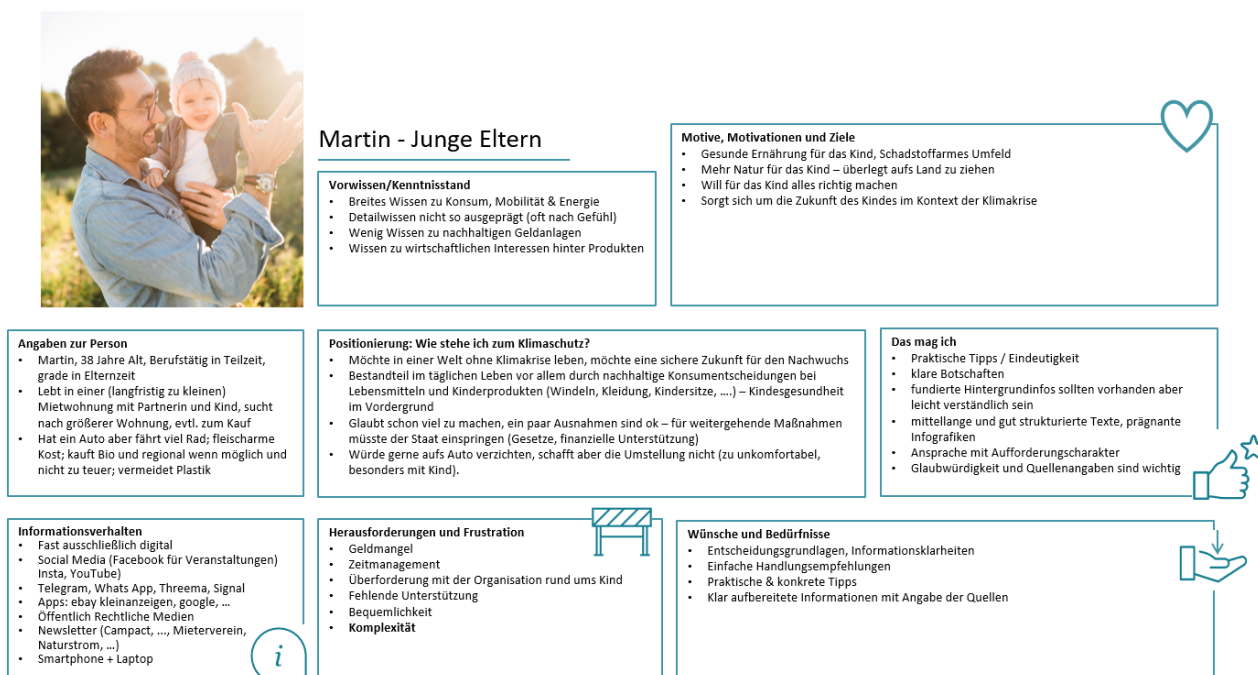 Martin - Junge Eltern
Motive, Motivationen und Ziele
• Gesunde Ernährung für das Kind, Schadstoffarmes Umfeld
• Mehr Natur für das Kind – überlegt aufs Land zu ziehen
• Will für das Kind alles richtig machen
• Sorgt sich um die Zukunft des Kindes im Kontext der Klimakrise
Vorwissen/Kenntnisstand
• Breites Wissen zu Konsum, Mobilität & Energie
• Detailwissen nicht so ausgeprägt (oft nach Gefühl)
• Wenig Wissen zu nachhaltigen Geldanlagen
• Wissen zu wirtschaftlichen Interessen hinter Produkten
Angaben zur Person
• Martin, 38 Jahre Alt, Berufstätig in Teilzeit,
grade in Elternzeit
• Lebt in einer (langfristig zu kleinen)
Mietwohnung mit Partnerin und Kind, sucht
nach größerer Wohnung, evtl. zum Kauf
• Hat ein Auto aber fährt viel Rad; fleischarme
Kost; kauft Bio und regional wenn möglich und
nicht zu teuer; vermeidet Plastik
Positionierung: Wie stehe ich zum Klimaschutz?
• Möchte in einer Welt ohne Klimakrise leben, möchte eine sichere Zukunft für den Nachwuchs
• Bestandteil im täglichen Leben vor allem durch nachhaltige Konsumentscheidungen bei
Lebensmitteln und Kinderprodukten (Windeln, Kleidung, Kindersitze, ….) – Kindesgesundheit
im Vordergrund
• Glaubt schon viel zu machen, ein paar Ausnahmen sind ok – für weitergehende Maßnahmen
müsste der Staat einspringen (Gesetze, finanzielle Unterstützung)
• Würde gerne aufs Auto verzichten, schafft aber die Umstellung nicht (zu unkomfortabel,
besonders mit Kind).
Das mag ich
• Praktische Tipps / Eindeutigkeit
• klare Botschaften
• fundierte Hintergrundinfos sollten vorhanden aber
leicht verständlich sein
• mittellange und gut strukturierte Texte, prägnante
Infografiken
• Ansprache mit Aufforderungscharakter
• Glaubwürdigkeit und Quellenangaben sind wichtig
Informationsverhalten
• Fast ausschließlich digital
• Social Media (Facebook für Veranstaltungen)
Insta, YouTube)
• Telegram, Whats App, Threema, Signal
• Apps: ebay kleinanzeigen, google, …
• Öffentlich Rechtliche Medien
• Newsletter (Campact, ..., Mieterverein,
Naturstrom, …)
• Smartphone + Laptop
i
Herausforderungen und Frustration
• Geldmangel
• Zeitmanagement
• Überforderung mit der Organisation rund ums Kind
• Fehlende Unterstützung
• Bequemlichkeit
• Komplexität
Wünsche und Bedürfnisse
• Entscheidungsgrundlagen, Informationsklarheiten
• Einfache Handlungsempfehlungen
• Praktische & konkrete Tipps
• Klar aufbereitete Informationen mit Angabe der Quellen